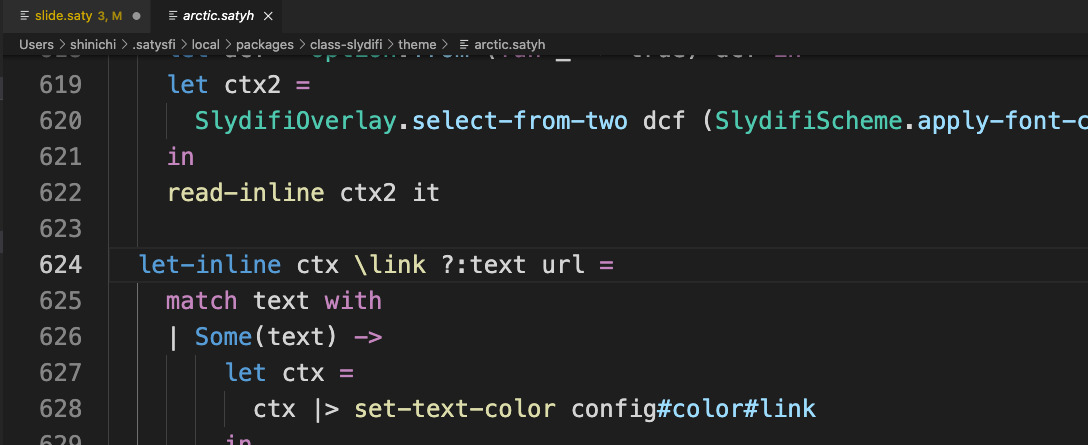 slide.saty 3, M arctic.satyh
Users > shinichi > .satysfi > local > packages > class-slydifi > theme > arctic.satyh
619 let ctx2 =
620 SlydifiOverlay.select-from-two dcf (SlydifiScheme.apply-font-c
621 in
622 read-inline ctx2 it
623
624 let-inline ctx \link ?:text url =
625 match text with
626 | Some(text) ->
627 let ctx =
628 ctx |> set-text-color config#color#link
629 in